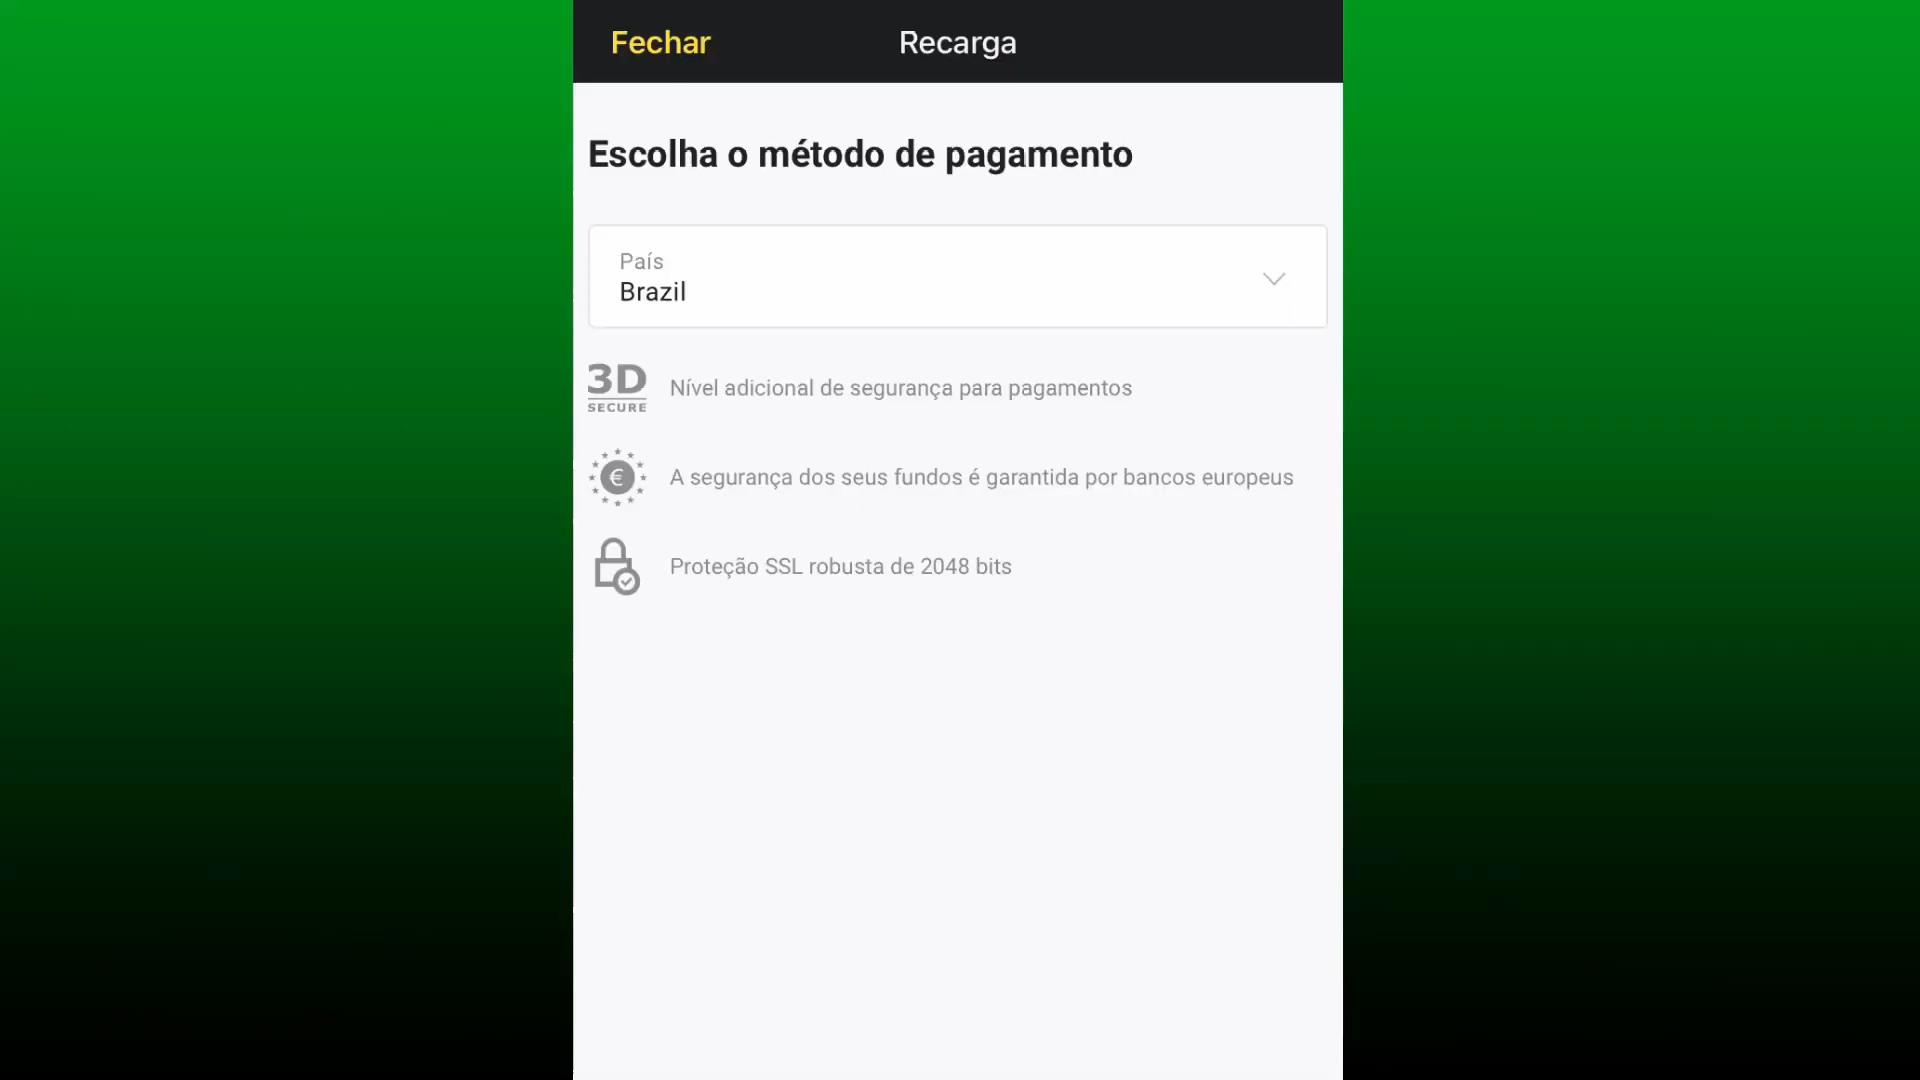 Fechar
Recarga
Escolha o método de pagamento
País
Brazil
3D
SECURE
Nível adicional de segurança para pagamentos
€
A segurança dos seus fundos é garantida por bancos europeus
Proteção SSL robusta de 2048 bits